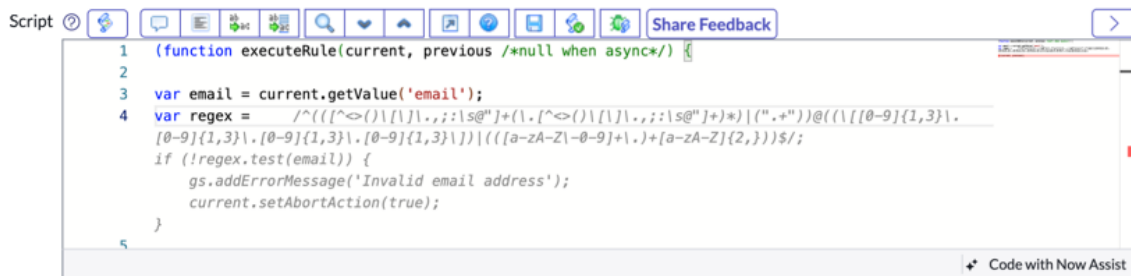 Script
Share Feedback
1 (function executeRule(current, previous /*null when async*/) {
2
3 var email = current.getValue('email');
4 var regex = /^(([^<>()\[\]\.,;:\s@"]+(\.[^<>()\[\]\.,;:\s@"]+)*)|(".+"))@((\[[0-9]{1,3}\.
[0-9]{1,3}\.[0-9]{1,3}\.[0-9]{1,3}\])|(([a-zA-Z\-0-9]+\.)+[a-zA-Z]{2,}))$/;
if (!regex.test(email)) {
gs.addErrorMessage('Invalid email address');
current.setAbortAction(true);
}
5
Code with Now Assist